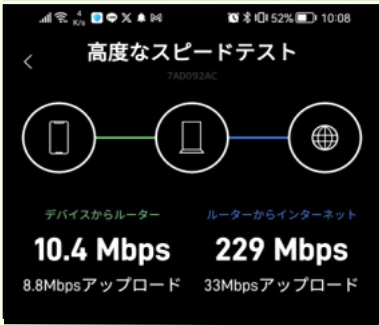 4 K/s 52% 10:08
高度なスピードテスト
7AD092AC
デバイスからルーター ルーターからインターネット
10.4 Mbps 229 Mbps
8.8Mbpsアップロード 33Mbpsアップロード